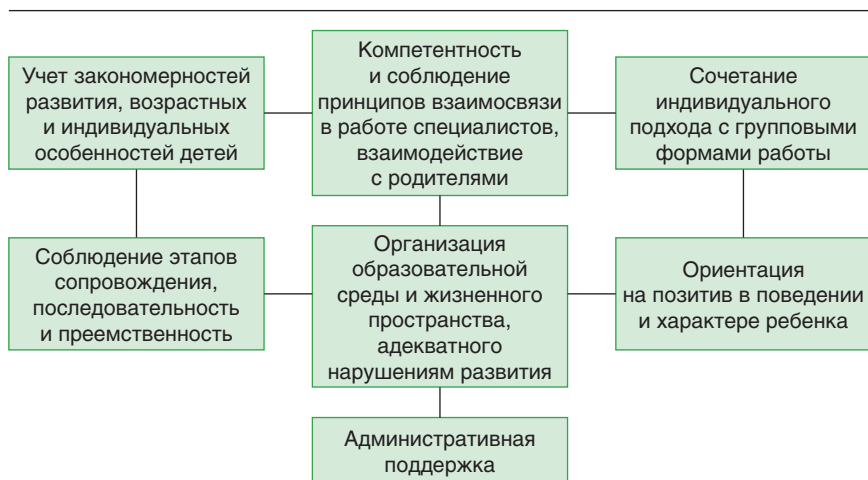 Учет закономерностей
развития, возрастных
и индивидуальных
особенностей детей
Компетентность
и соблюдение
принципов взаимосвязи
в работе специалистов,
взаимодействие
с родителями
Сочетание
индивидуального
подхода с групповыми
формами работы
Соблюдение этапов
сопровождения,
последовательность
и преемственность
Организация
образовательной
среды и жизненного
пространства,
адекватного
нарушениям развития
Ориентация
на позитив в поведении
и характере ребенка
Административная
поддержка